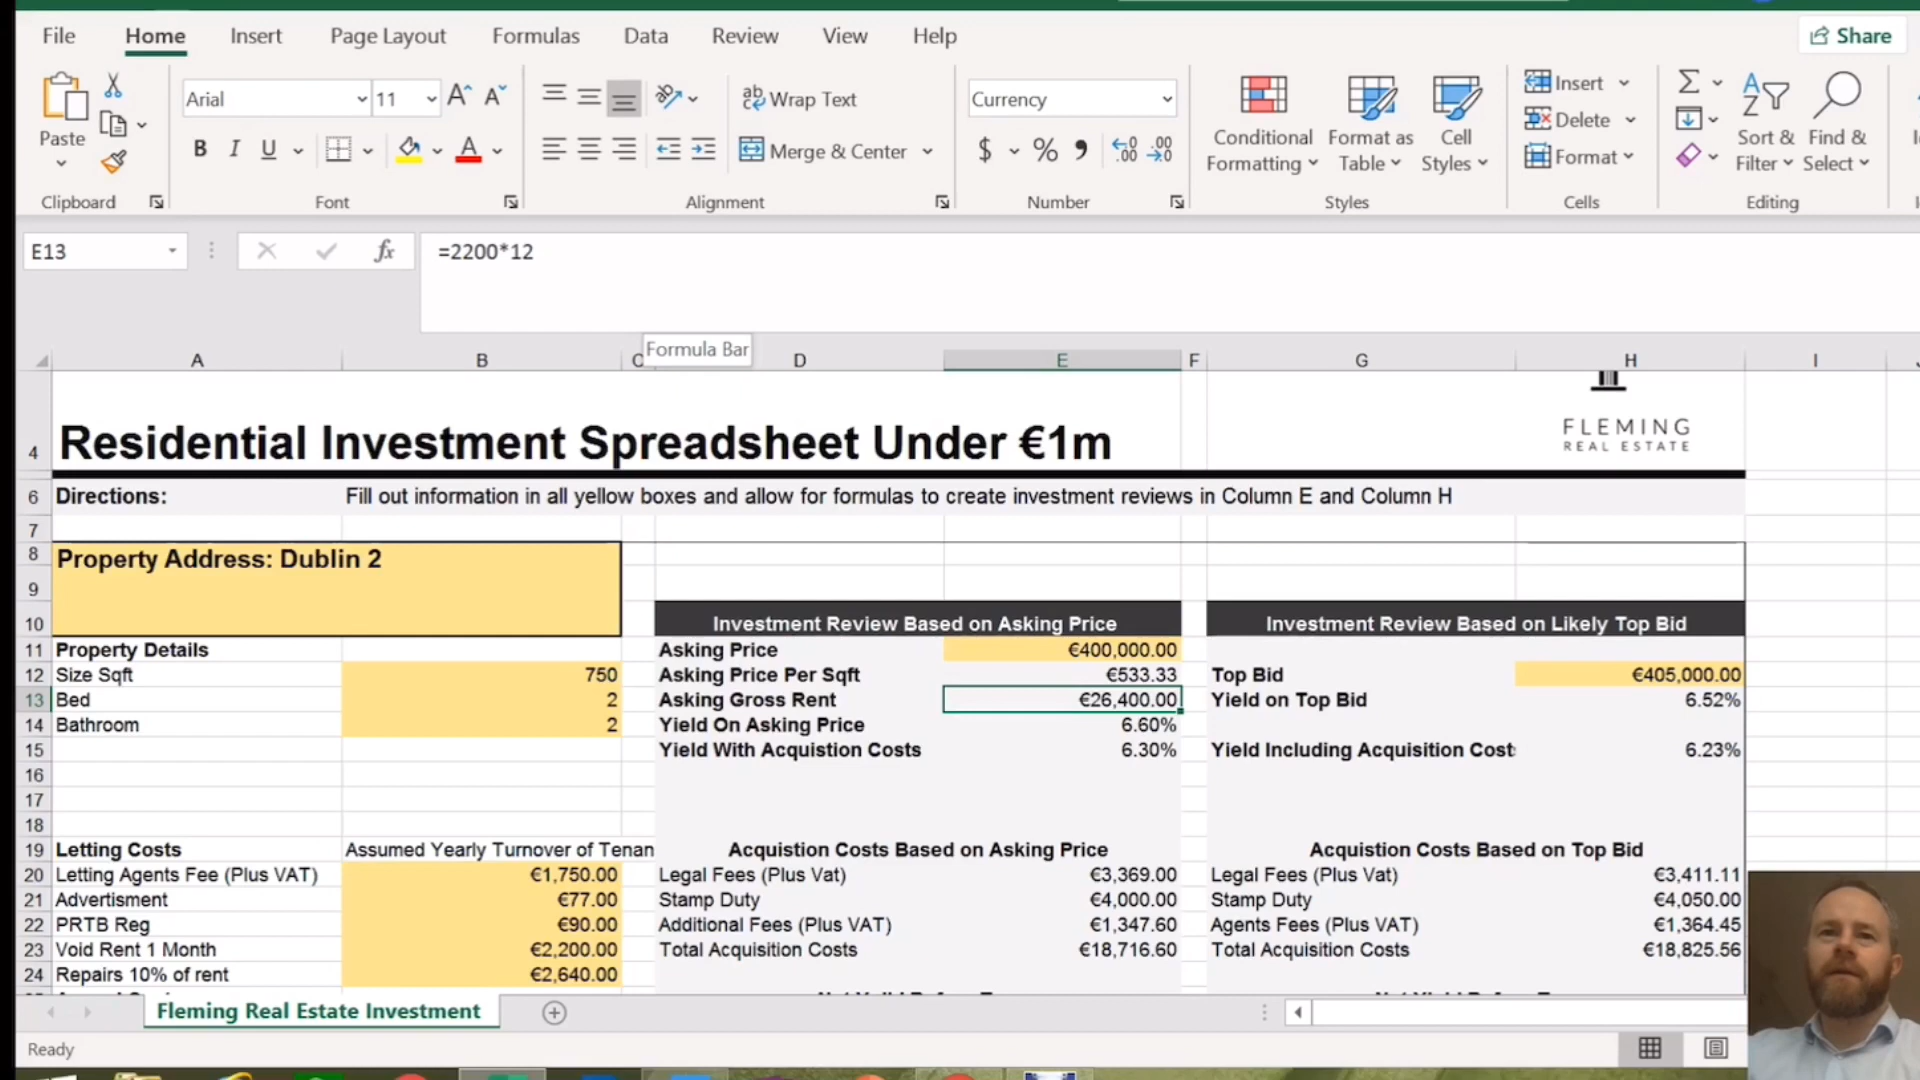 File Home Insert Page Layout Formulas Data Review View Help Share
Arial 11 Wrap Text Currency Insert
Paste Delete
B I U Merge & Center $ % Conditional Formatting Format as Table Cell Styles Format Sort & Filter Find & Select
Clipboard Font Alignment Number Styles Cells Editing
E13 fx =2200*12
Formula Bar
A B C D E F G H I
4 Residential Investment Spreadsheet Under €1m FLEMING
REAL ESTATE
6 Directions: Fill out information in all yellow boxes and allow for formulas to create investment reviews in Column E and Column H
7
8 Property Address: Dublin 2
9
10 Investment Review Based on Asking Price Investment Review Based on Likely Top Bid
11 Property Details Asking Price €400,000.00
12 Size Sqft 750 Asking Price Per Sqft €533.33 Top Bid €405,000.00
13 Bed 2 Asking Gross Rent €26,400.00 Yield on Top Bid 6.52%
14 Bathroom 2 Yield On Asking Price 6.60%
15 Yield With Acquistion Costs 6.30% Yield Including Acquisition Cost 6.23%
16
17
18
19 Letting Costs Assumed Yearly Turnover of Tenan Acquistion Costs Based on Asking Price Acquistion Costs Based on Top Bid
20 Letting Agents Fee (Plus VAT) €1,750.00 Legal Fees (Plus Vat) €3,369.00 Legal Fees (Plus Vat) €3,411.11
21 Advertisment €77.00 Stamp Duty €4,000.00 Stamp Duty €4,050.00
22 PRTB Reg €90.00 Additional Fees (Plus VAT) €1,347.60 Agents Fees (Plus VAT) €1,364.45
23 Void Rent 1 Month €2,200.00 Total Acquisition Costs €18,716.60 Total Acquisition Costs €18,825.56
24 Repairs 10% of rent €2,640.00
Fleming Real Estate Investment
Ready